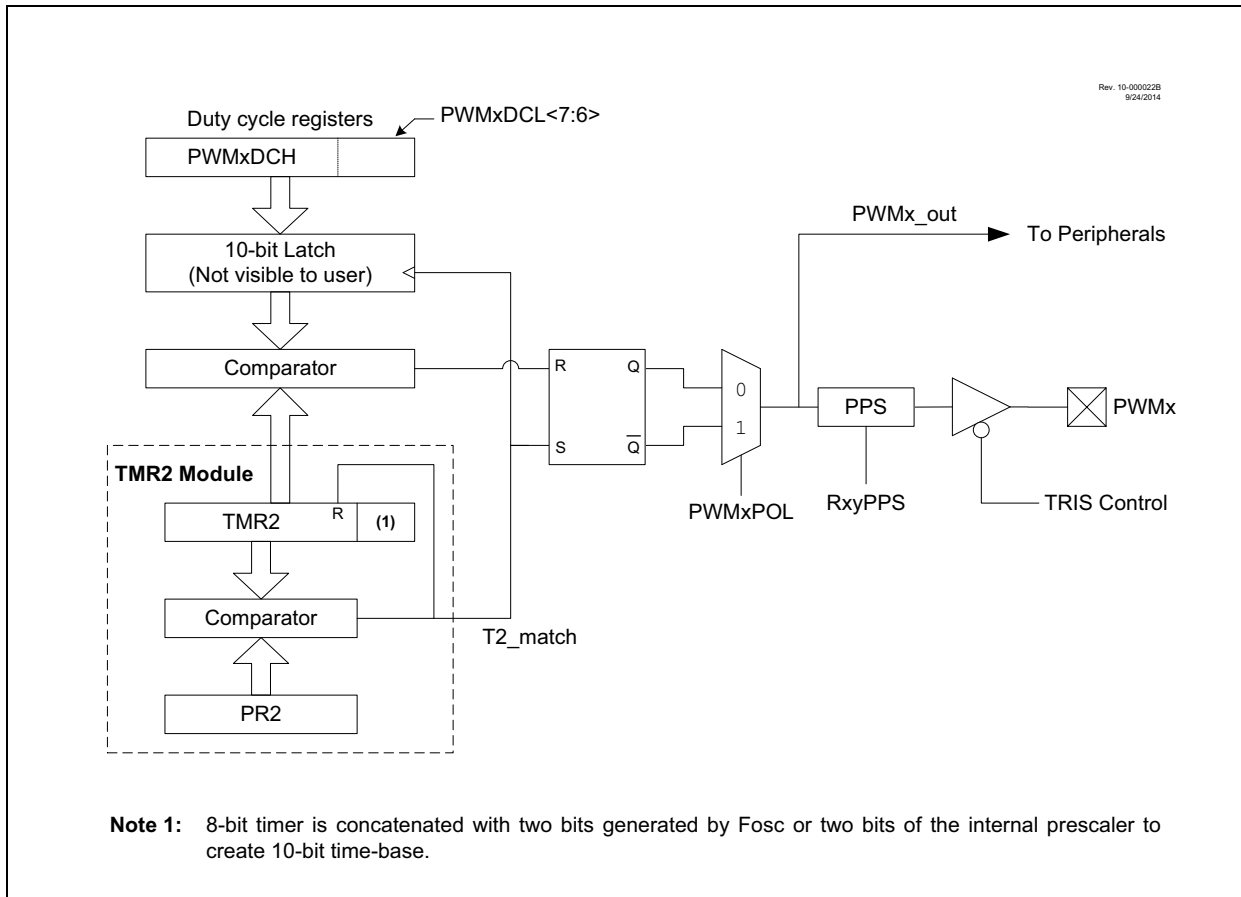 Rev. 10-000022B
9/24/2014
Duty cycle registers
PWMxDCL<7:6>
PWMxDCH
10-bit Latch
(Not visible to user)
Comparator
PWMx_out
To Peripherals
R
Q
S
Q̅
0
1
PPS
PWMx
PWMxPOL
RxyPPS
TRIS Control
TMR2 Module
R
TMR2
(1)
Comparator
T2_match
PR2
Note 1: 8-bit timer is concatenated with two bits generated by Fosc or two bits of the internal prescaler to
create 10-bit time-base.